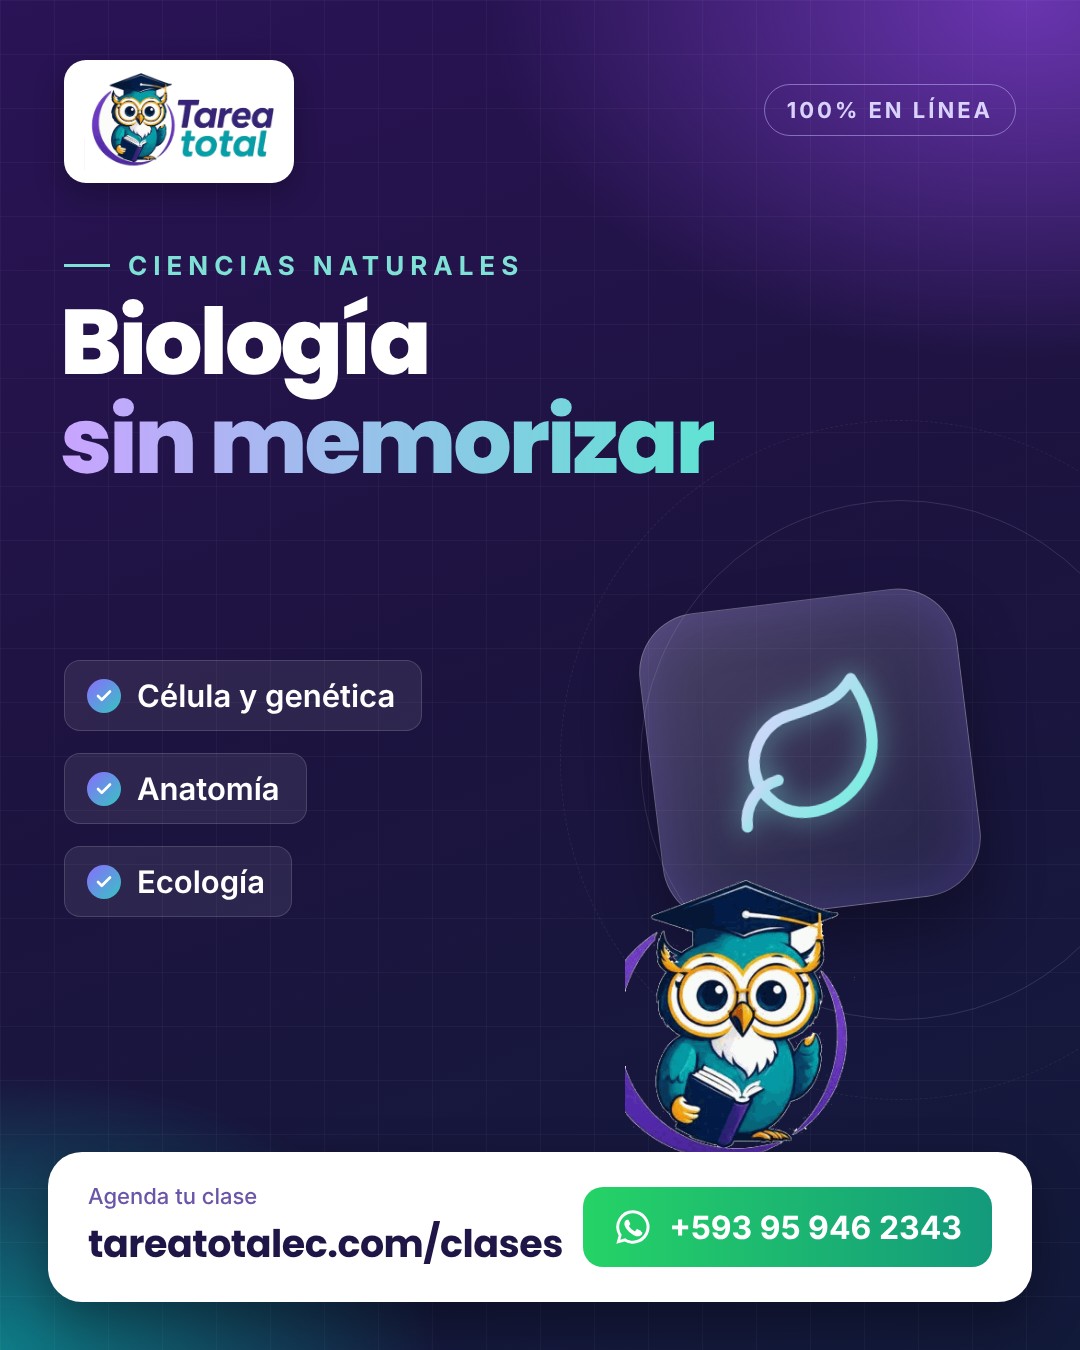 Tarea
total
100% EN LÍNEA
CIENCIAS NATURALES
Biología
sin memorizar
Célula y genética
Anatomía
Ecología
Agenda tu clase
tareatotalec.com/clases
+593 95 946 2343